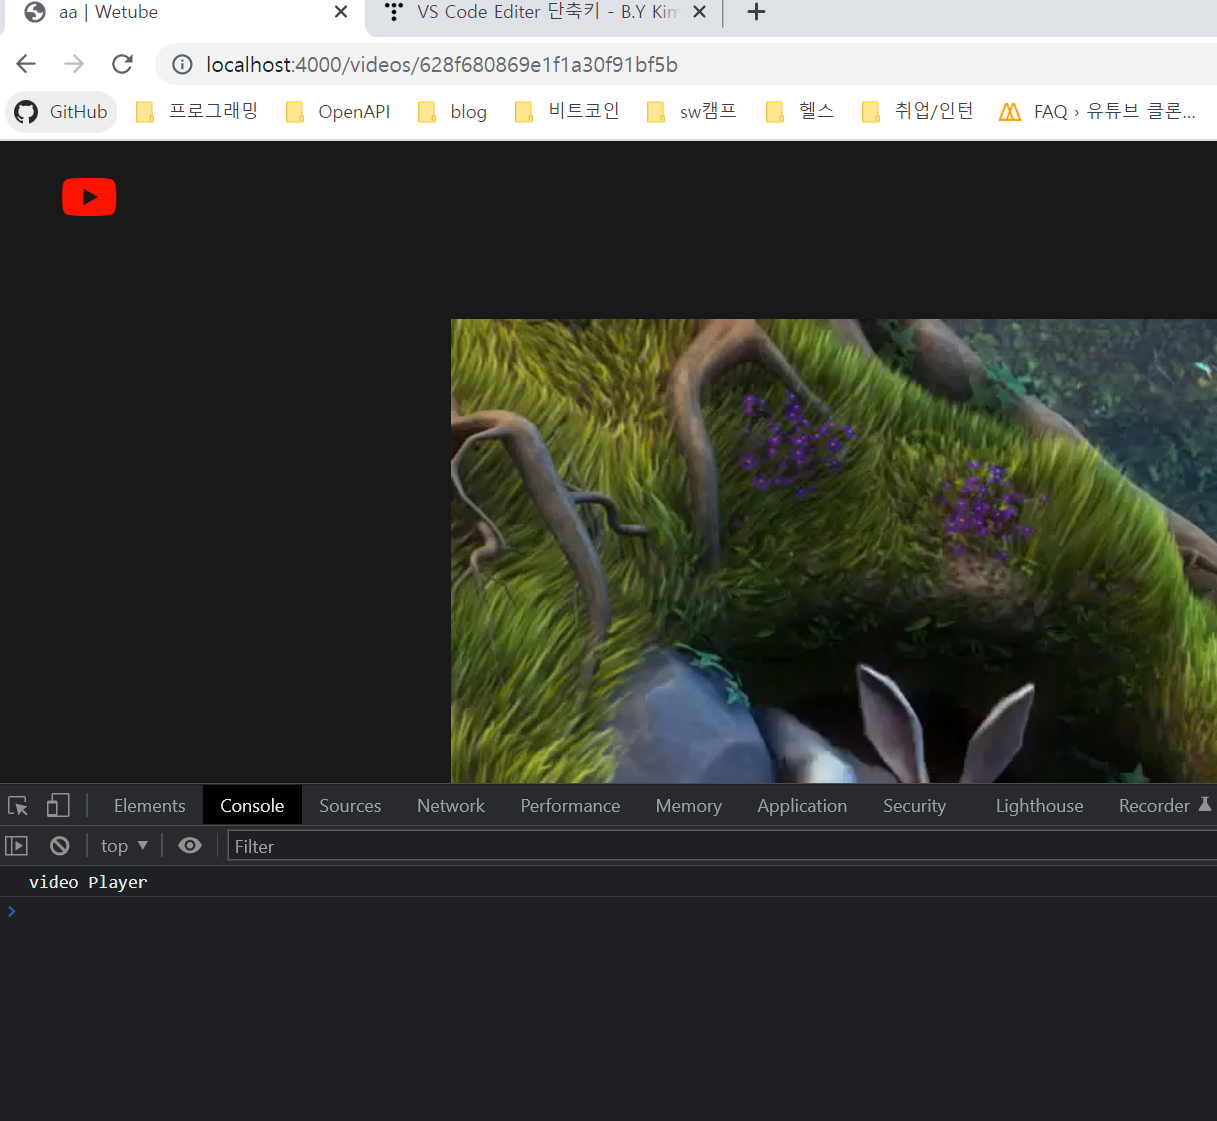 aa | Wetube
VS Code Editer 단축키 - B.Y Kim
localhost:4000/videos/628f680869e1f1a30f91bf5b
GitHub 프로그래밍 OpenAPI blog 비트코인 sw캠프 헬스 취업/인턴 FAQ › 유튜브 클론...
Elements Console Sources Network Performance Memory Application Security Lighthouse Recorder
top Filter
video Player